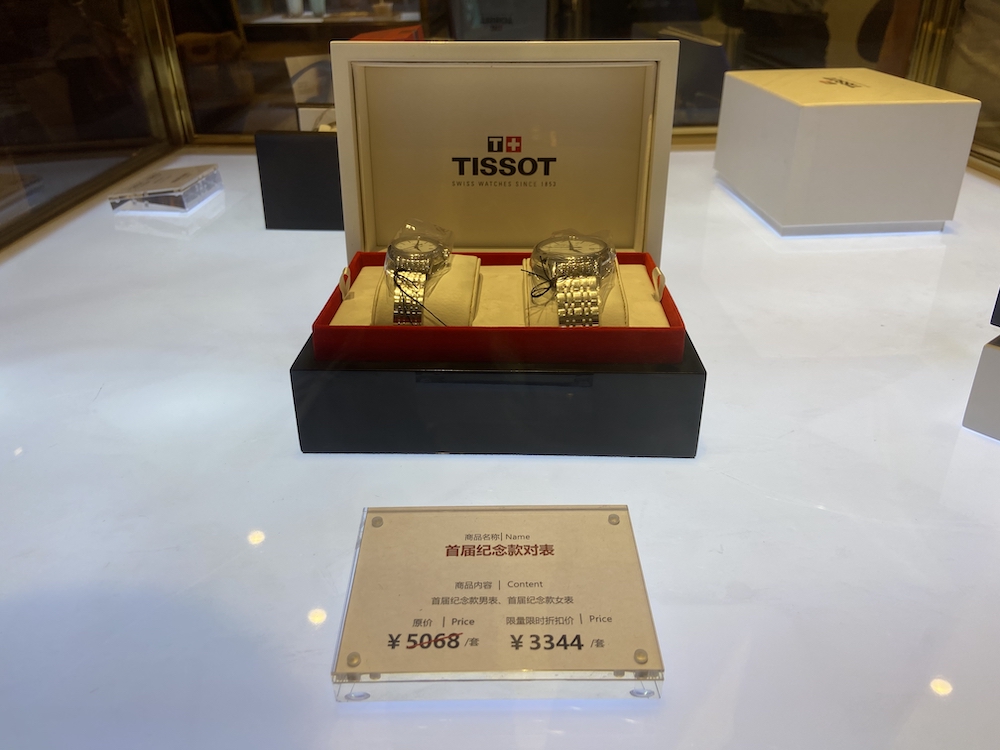 T+
TISSOT
SWISS WATCHES SINCE 1853
商品名称 | Name
首届纪念款对表
商品内容 | Content
首届纪念款男表、首届纪念款女表
原价 | Price 限量限时折扣价 | Price
¥5068/套 ¥3344/套